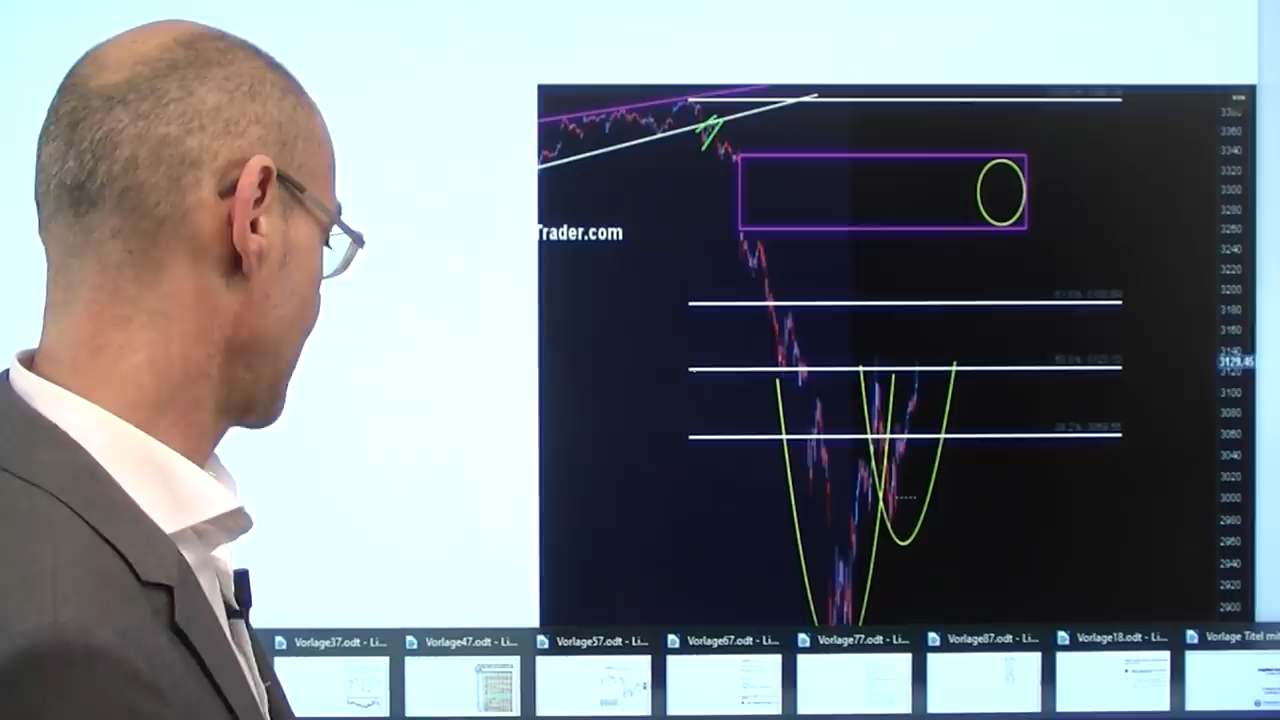 3360
3340
3320
3300
3280
3260
Trader.com
3240
3220
3200
3180
3160
3140
3129.45
3120
3100
3080
3060
3040
3020
3000
2980
2960
2940
2920
2900
Vorlage37.odt - Li...
Vorlage47.odt - Li...
Vorlage57.odt - Li...
Vorlage67.odt - Li...
Vorlage77.odt - Li...
Vorlage87.odt - Li...
Vorlage18.odt - Li...
Vorlage Titel mi